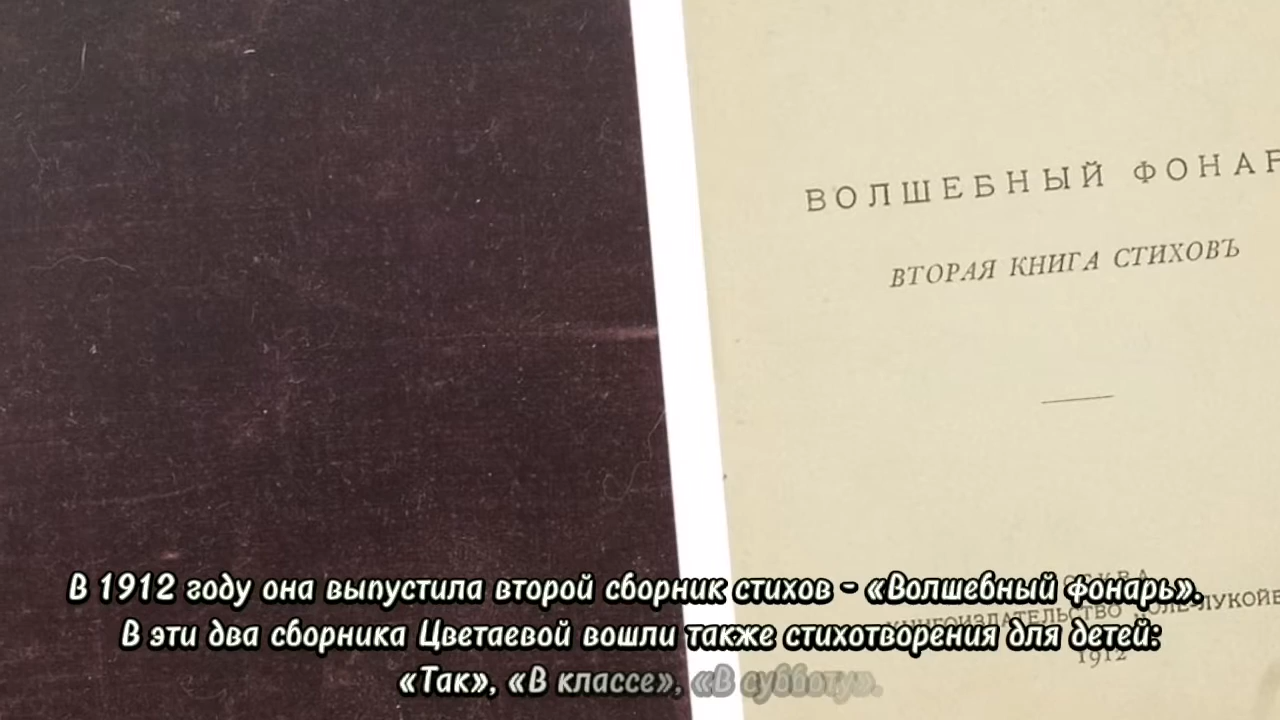 ВОЛШЕБНЫЙ ФОНАР
ВТОРАЯ КНИГА СТИХОВЪ
В 1912 году она выпустила второй сборник стихов - «Волшебный фонарь».
В эти два сборника Цветаевой вошли также стихотворения для детей:
«Так», «В классе», «В субботу».
1912